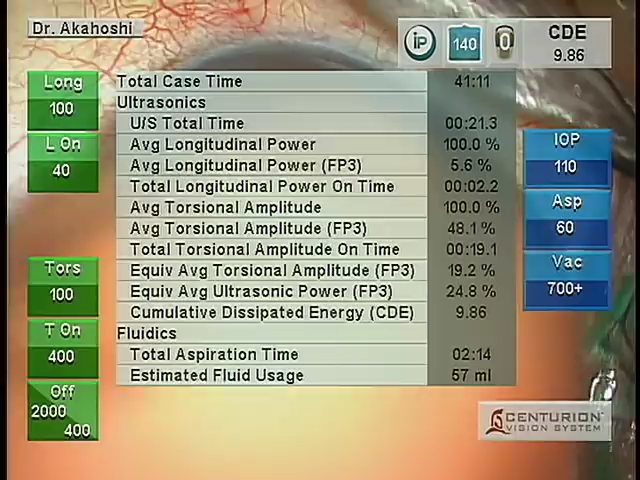 Dr. Akahoshi
iP
140
0
CDE
9.86
Long
100
L On
40
Tors
100
T On
400
Off
2000
400
Total Case Time 41:11
Ultrasonics
U/S Total Time 00:21.3
Avg Longitudinal Power 100.0 %
Avg Longitudinal Power (FP3) 5.6 %
Total Longitudinal Power On Time 00:02.2
Avg Torsional Amplitude 100.0 %
Avg Torsional Amplitude (FP3) 48.1 %
Total Torsional Amplitude On Time 00:19.1
Equiv Avg Torsional Amplitude (FP3) 19.2 %
Equiv Avg Ultrasonic Power (FP3) 24.8 %
Cumulative Dissipated Energy (CDE) 9.86
Fluidics
Total Aspiration Time 02:14
Estimated Fluid Usage 57 ml
IOP
110
Asp
60
Vac
700+
CENTURION
VISION SYSTEM